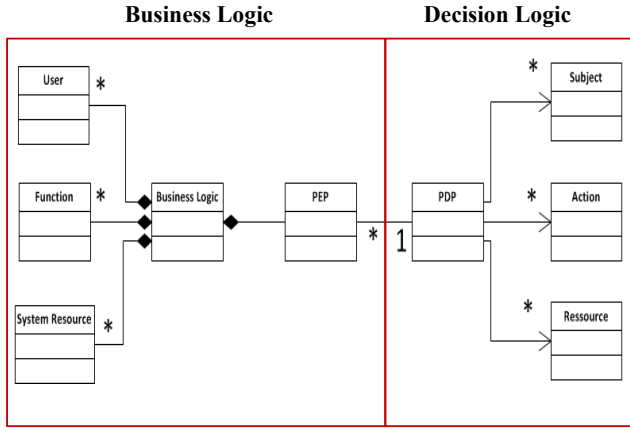 Business Logic
Decision Logic
User
*
Function
*
System Resource
*
Business Logic
PEP
*
1
PDP
*
Subject
*
Action
*
Ressource